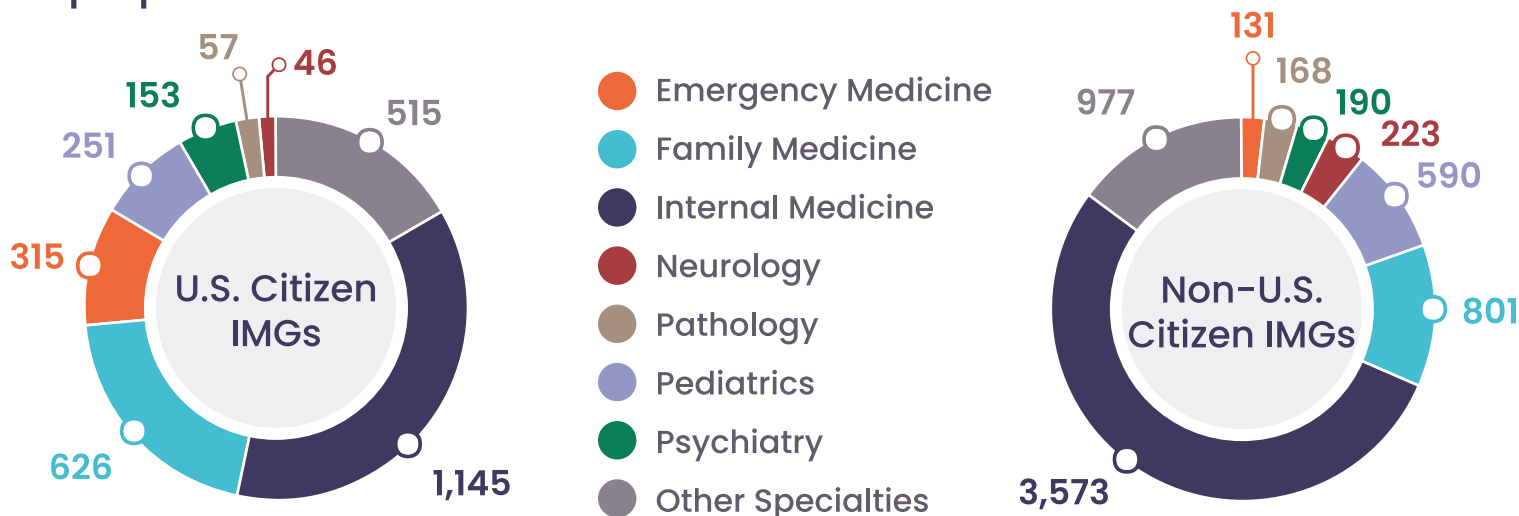 57
46
153
515
251
315
U.S. Citizen
IMGs
626
1,145
Emergency Medicine
Family Medicine
Internal Medicine
Neurology
Pathology
Pediatrics
Psychiatry
Other Specialties
131
168
977
190
223
590
Non-U.S.
Citizen IMGs
801
3,573